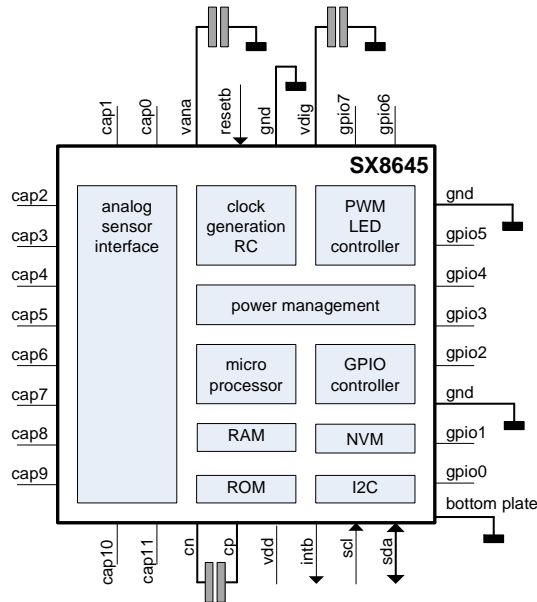 cap1
cap0
vana
resetb
gnd
vdig
gpio7
gpio6
SX8645
cap2
cap3
cap4
cap5
cap6
cap7
cap8
cap9
analog
sensor
interface
clock
generation
RC
PWM
LED
controller
power management
micro
processor
GPIO
controller
RAM
NVM
ROM
I2C
gnd
gpio5
gpio4
gpio3
gpio2
gnd
gpio1
gpio0
bottom plate
cap10
cap11
cn
cp
vdd
intb
scl
sda